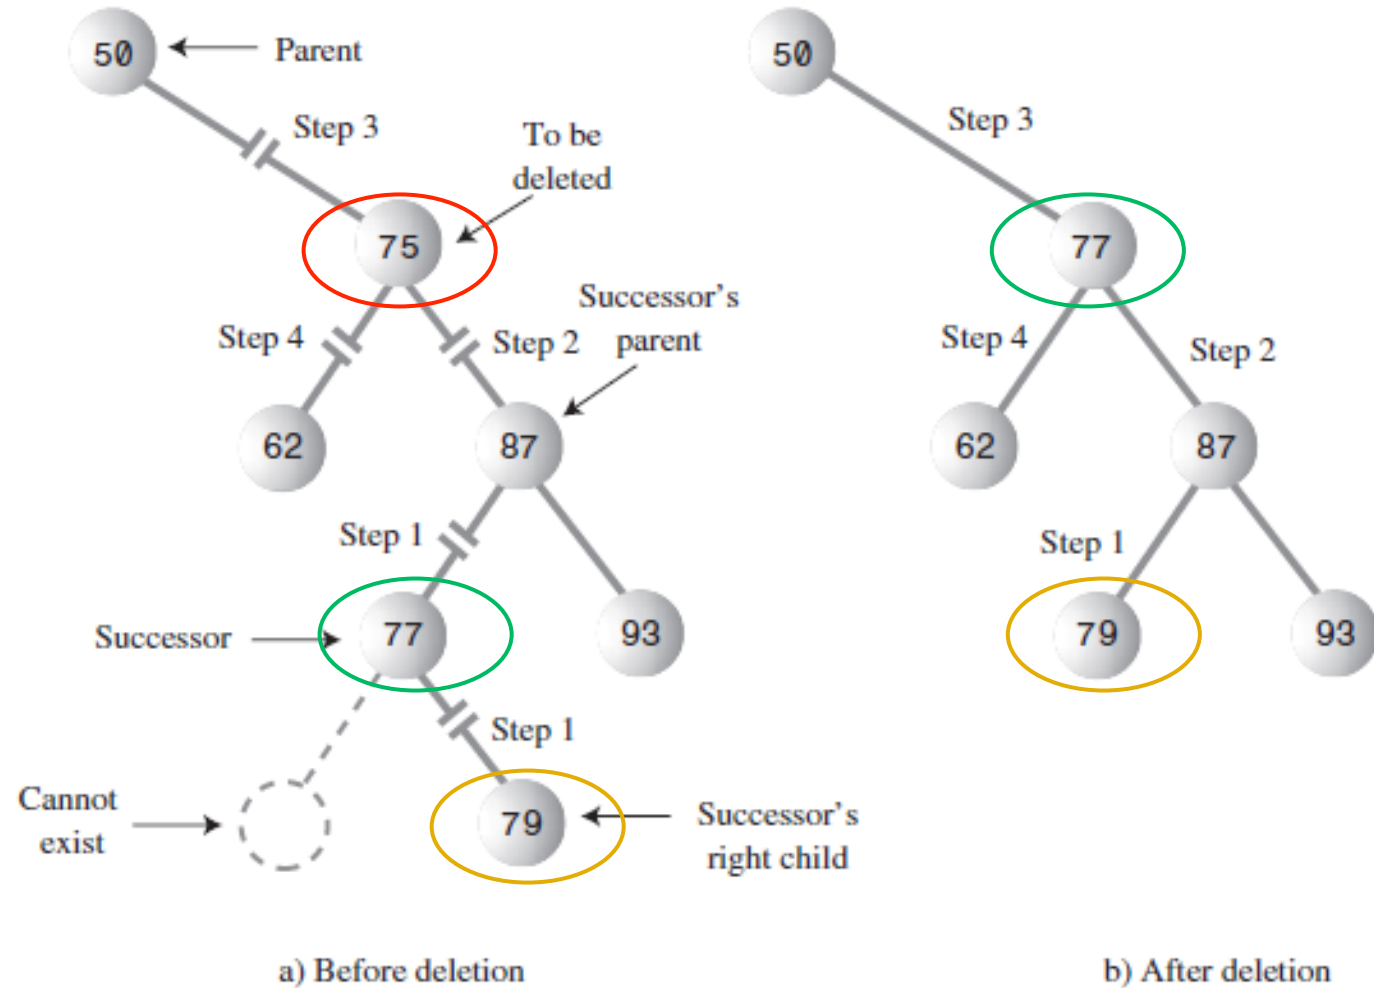 50
Parent
Step 3
To be
deleted
75
Successor's
parent
Step 4
Step 2
62
87
Step 1
Successor
77
93
Step 1
Cannot
exist
79
Successor's
right child
a) Before deletion
50
Step 3
77
Step 4
Step 2
62
87
Step 1
79
93
b) After deletion